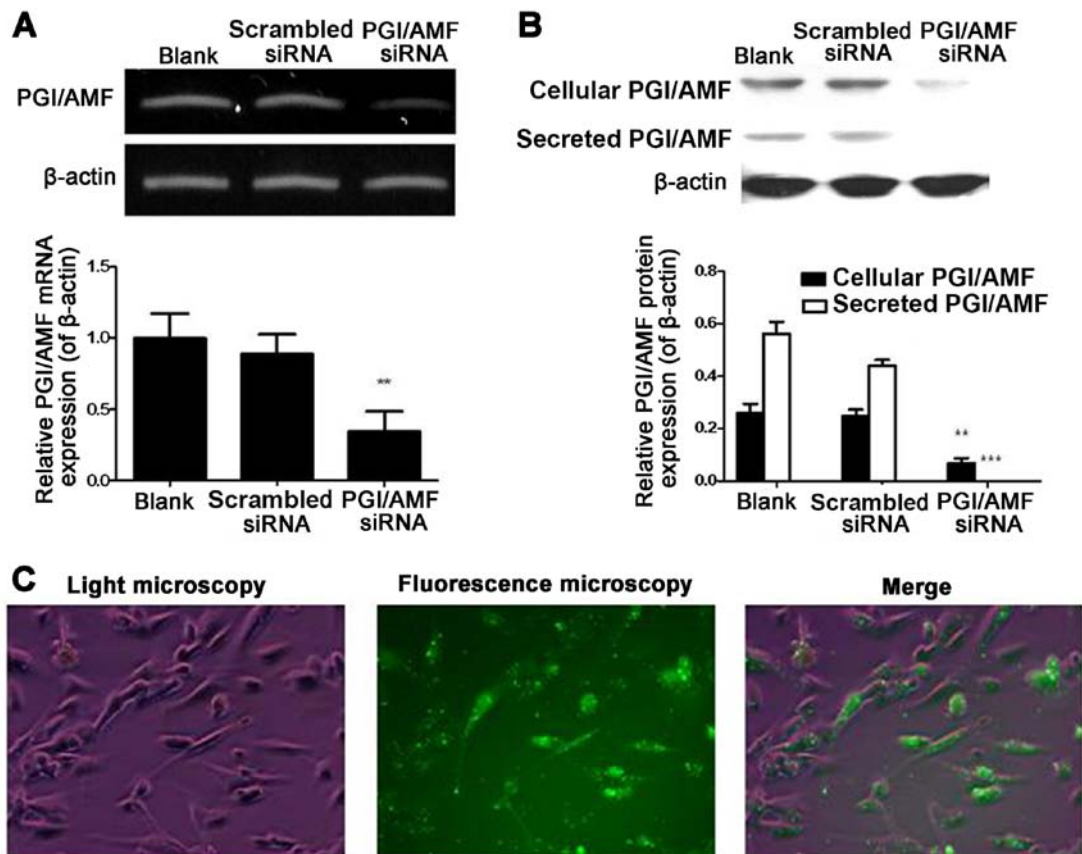 A
Blank
Scrambled
siRNA
PGI/AMF
siRNA
PGI/AMF
β-actin
Relative PGI/AMF mRNA
expression (of β-actin)
1.5
1.0
0.5
0.0
**
Blank
Scrambled
siRNA
PGI/AMF
siRNA
B
Blank
Scrambled
siRNA
PGI/AMF
siRNA
Cellular PGI/AMF
Secreted PGI/AMF
β-actin
Relative PGI/AMF protein
expression (of β-actin)
0.8
0.6
0.4
0.2
0.0
Cellular PGI/AMF
Secreted PGI/AMF
**
***
Blank
Scrambled
siRNA
PGI/AMF
siRNA
C
Light microscopy
Fluorescence microscopy
Merge